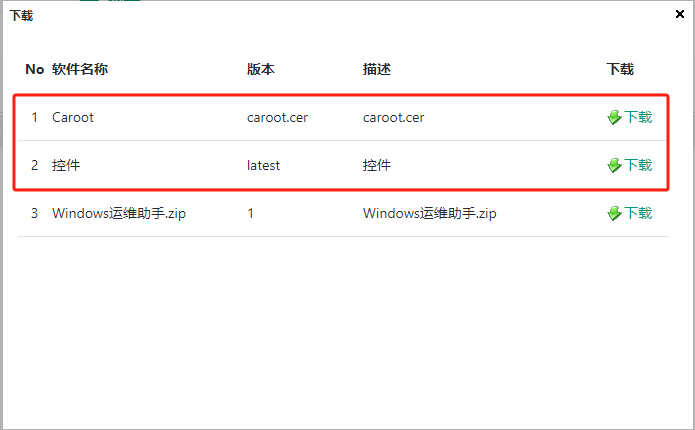 下载
No 软件名称 版本 描述 下载
1 Caroot caroot.cer caroot.cer 下载
2 控件 latest 控件 下载
3 Windows运维助手.zip 1 Windows运维助手.zip 下载